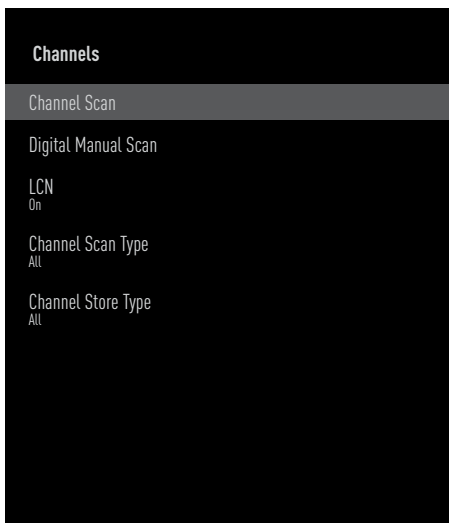 Channels
Channel Scan
Digital Manual Scan
LCN
On
Channel Scan Type
All
Channel Store Type
All